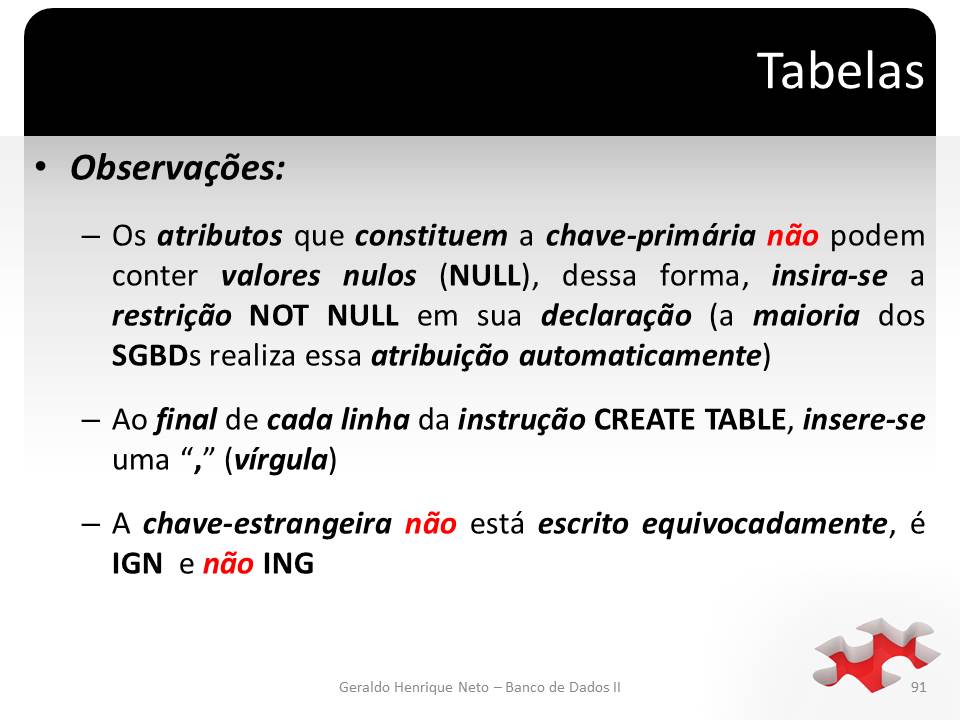 Tabelas
• Observações:
– Os atributos que constituem a chave-primária não podem
conter valores nulos (NULL), dessa forma, insira-se a
restrição NOT NULL em sua declaração (a maioria dos
SGBDs realiza essa atribuição automaticamente)
– Ao final de cada linha da instrução CREATE TABLE, insere-se
uma “,” (vírgula)
– A chave-estrangeira não está escrito equivocadamente, é
IGN e não ING
Geraldo Henrique Neto – Banco de Dados II
91